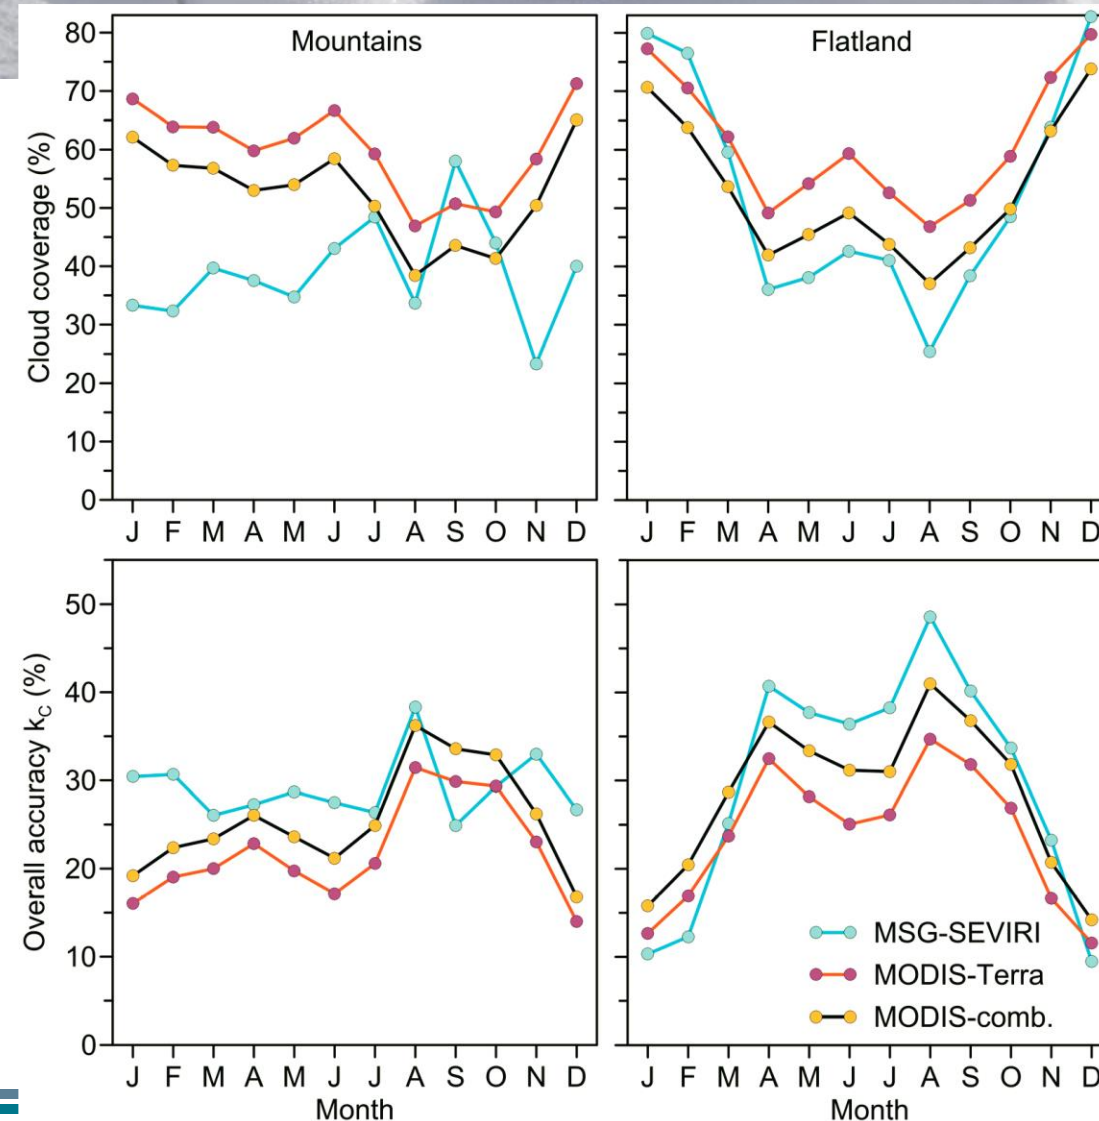 Mountains
Flatland
Cloud coverage (%)
80
70
60
50
40
30
20
10
0
J F M A M J J A S O N D
J F M A M J J A S O N D
Overall accuracy kC (%)
50
40
30
20
10
0
MSG-SEVIRI
MODIS-Terra
MODIS-comb.
J F M A M J J A S O N D
J F M A M J J A S O N D
Month
Month